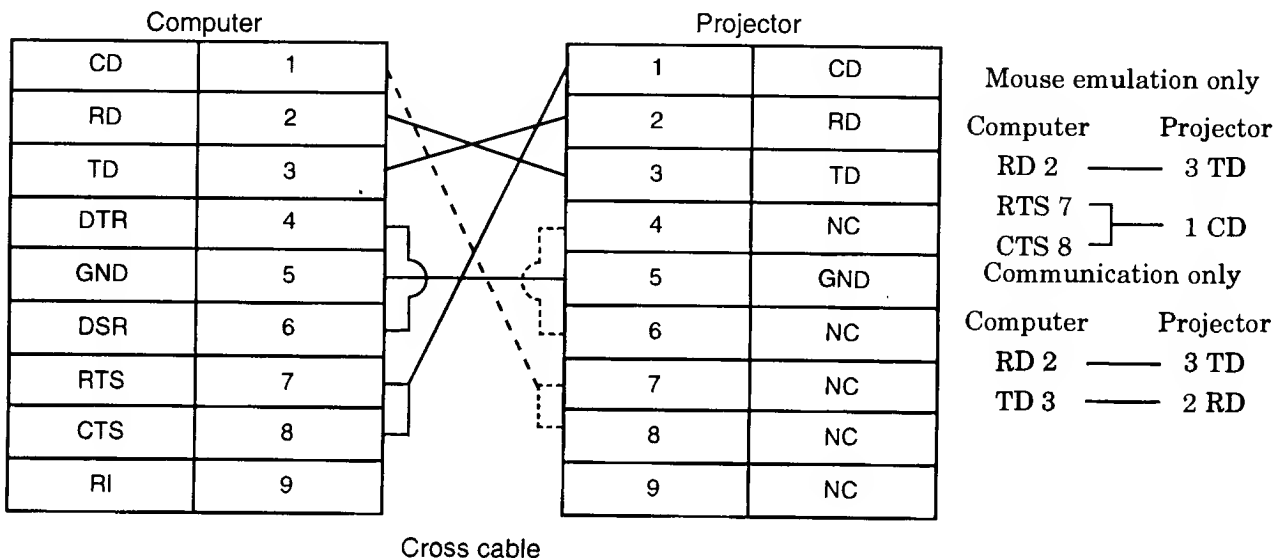 Computer
Projector
CD 1
RD 2
TD 3
DTR 4
GND 5
DSR 6
RTS 7
CTS 8
RI 9
1 CD
2 RD
3 TD
4 NC
5 GND
6 NC
7 NC
8 NC
9 NC
Cross cable
Mouse emulation only
Computer Projector
RD 2 3 TD
RTS 7
1 CD
CTS 8
Communication only
Computer Projector
RD 2 3 TD
TD 3 2 RD